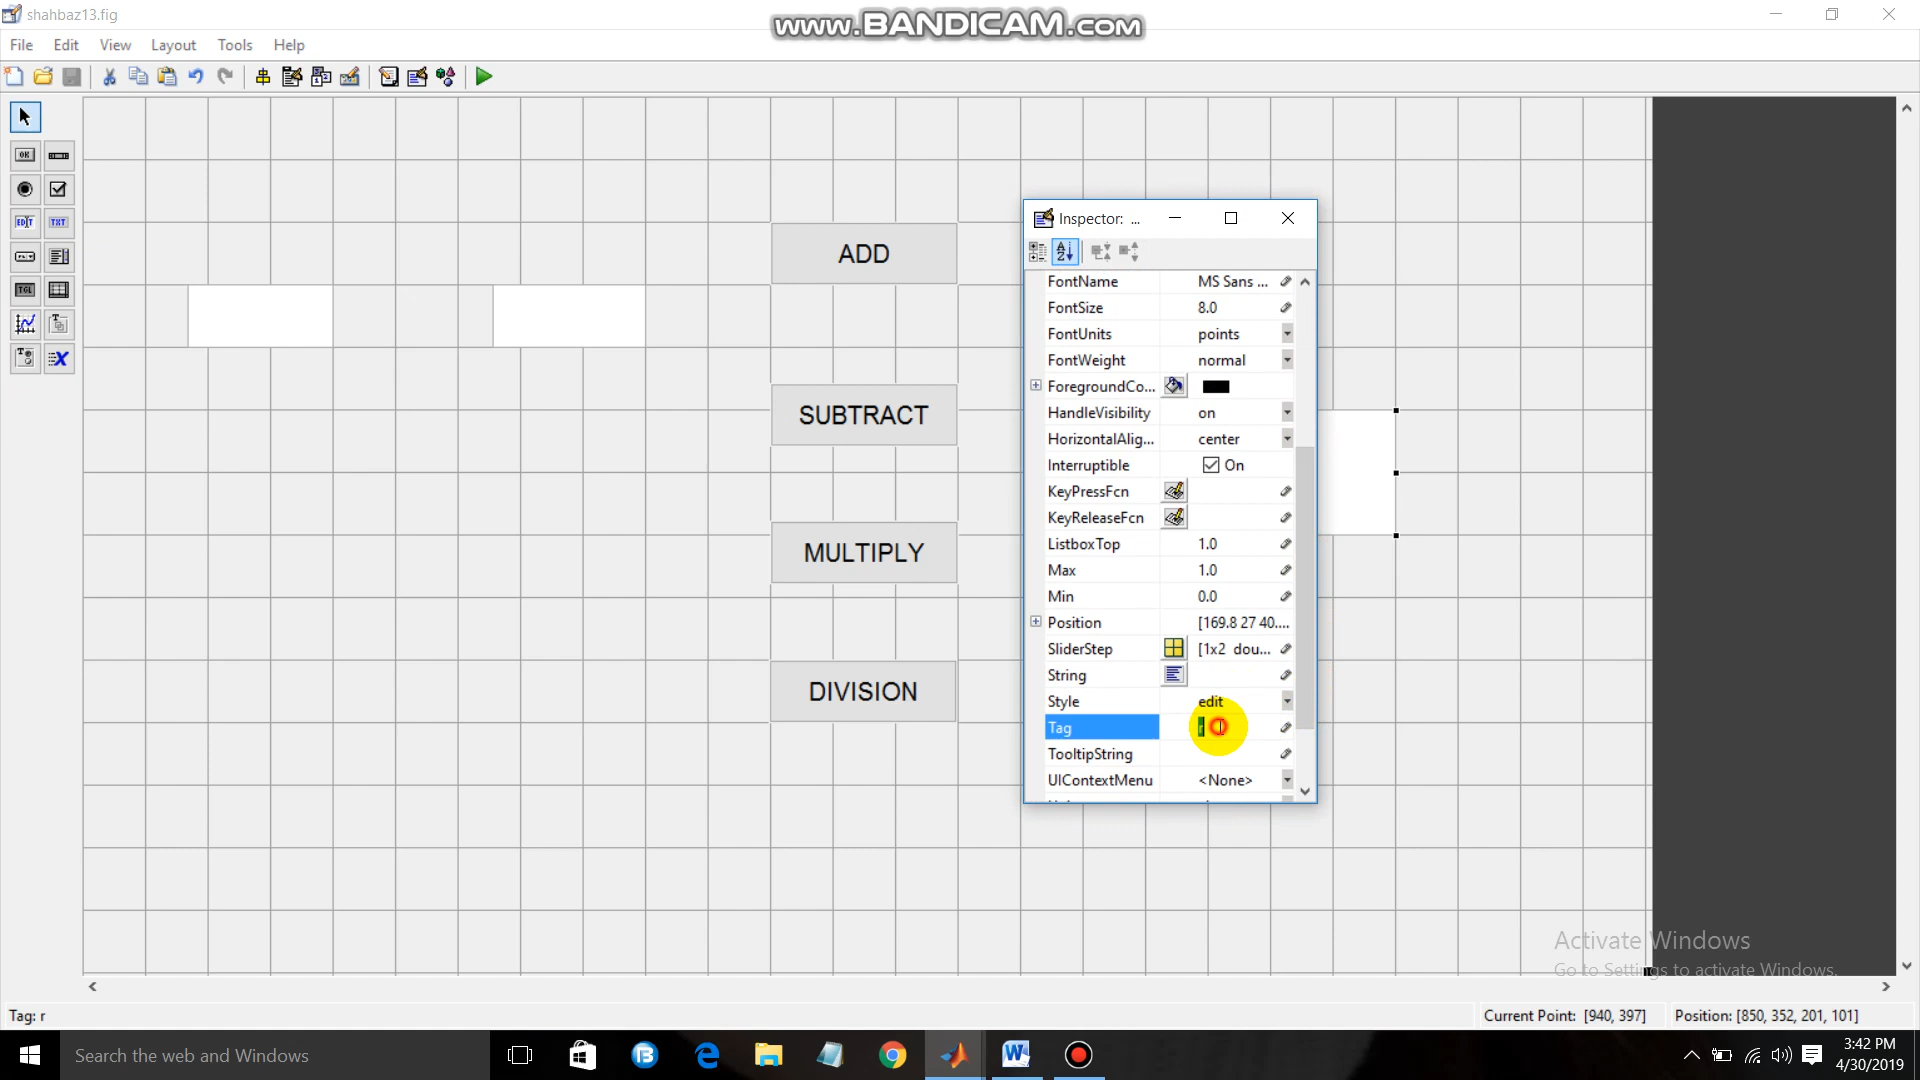 shahbaz13.fig
www.BANDICAM.com
File Edit View Layout Tools Help
OK
EDIT TXT
TGL
ADD
SUBTRACT
MULTIPLY
DIVISION
Inspector: ...
FontName MS Sans ...
FontSize 8.0
FontUnits points
FontWeight normal
ForegroundCo...
HandleVisibility on
HorizontalAlig... center
Interruptible On
KeyPressFcn
KeyReleaseFcn
ListboxTop 1.0
Max 1.0
Min 0.0
Position [169.8 27 40....
SliderStep [1x2 dou...
String
Style edit
Tag r
TooltipString
UIContextMenu <None>
Activate Windows
Go to Settings to activate Windows.
Tag: r
Current Point: [940, 397] Position: [850, 352, 201, 101]
Search the web and Windows
3:42 PM
4/30/2019